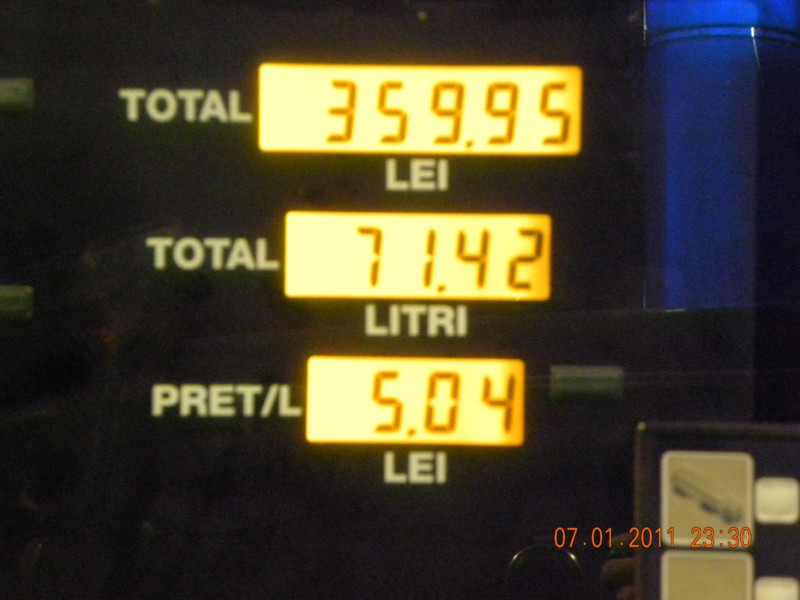 TOTAL 359.95
LEI
TOTAL 71.42
LITRI
PRET/L 5.04
LEI
07.01.2011 23:30